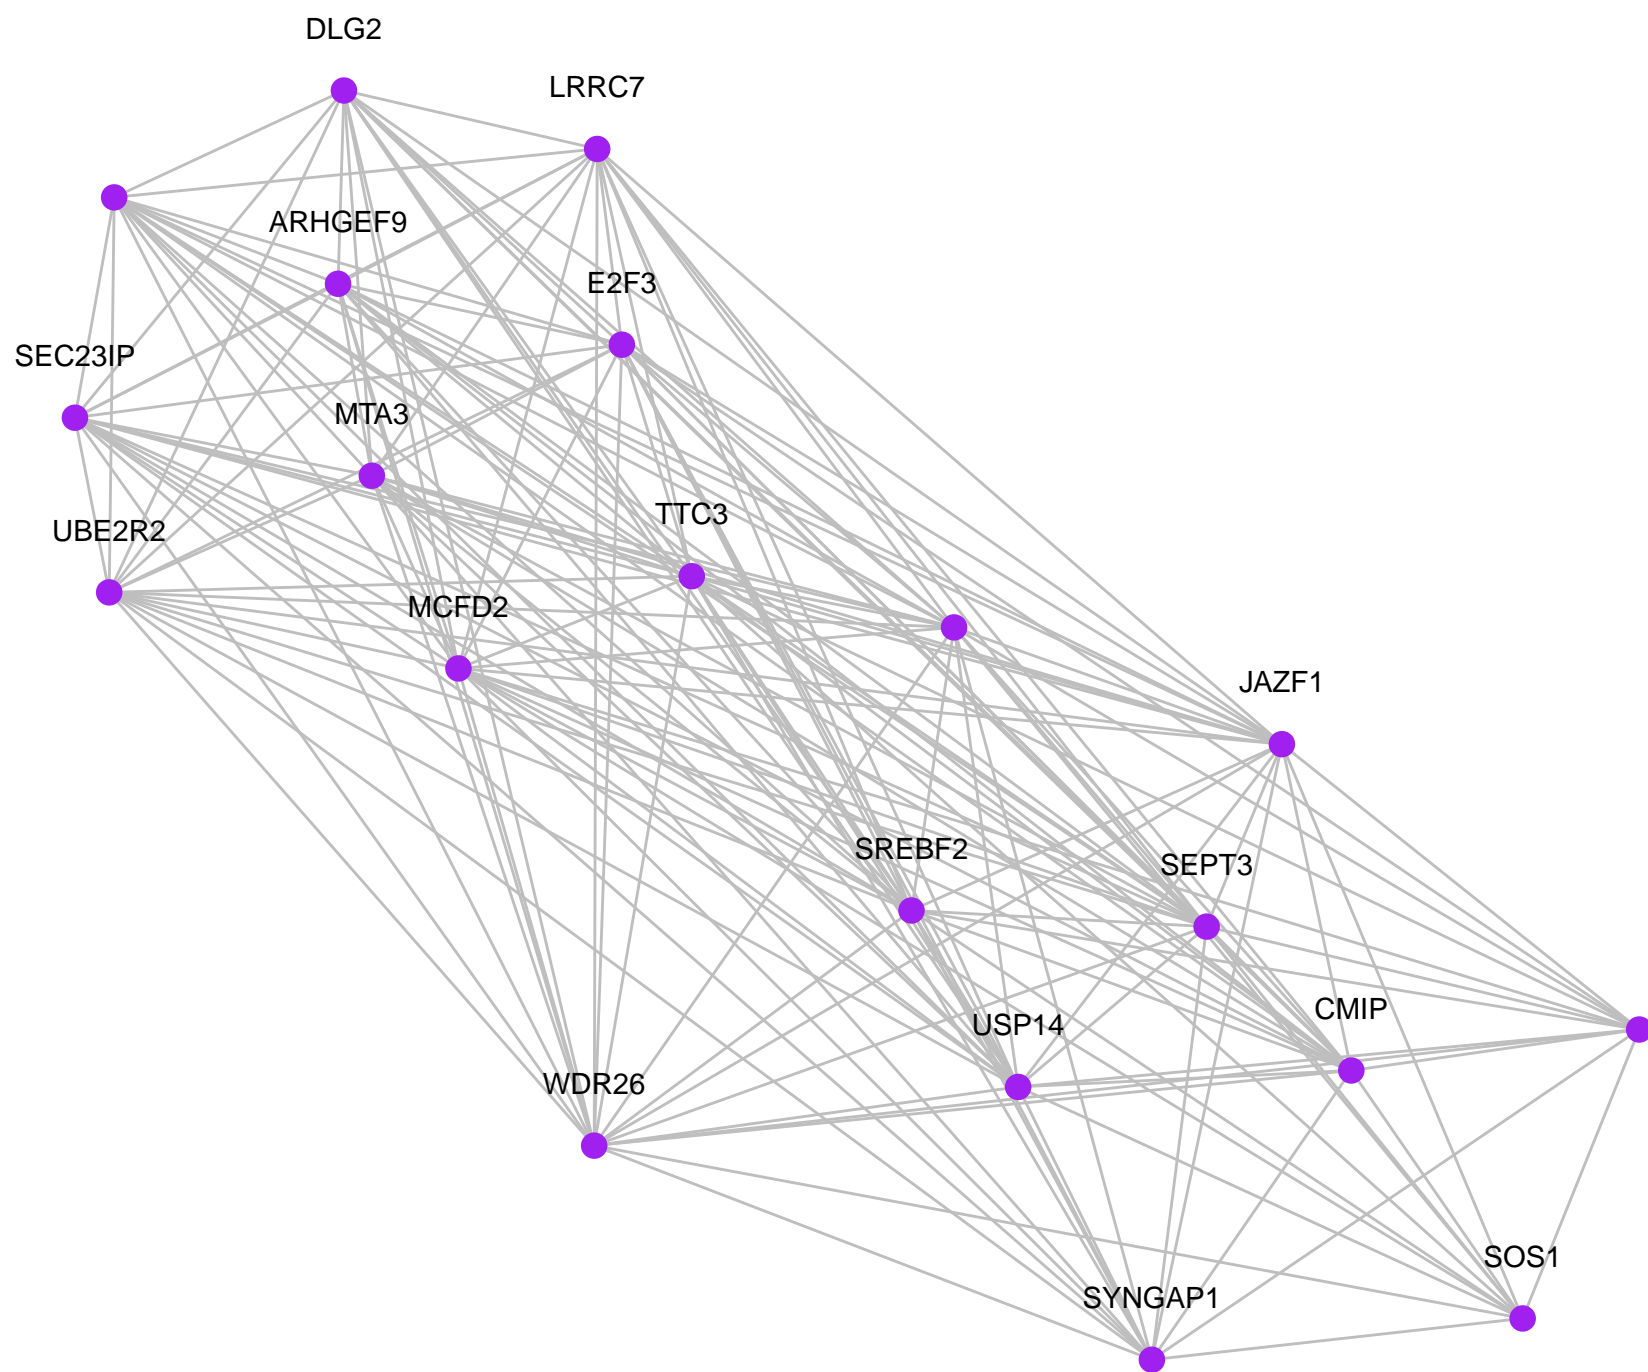 DLG2
LRRC7
ARHGEF9
E2F3
SEC23IP
MTA3
TTC3
UBE2R2
MCFD2
JAZF1
SREBF2
SEPT3
CMIP
USP14
WDR26
SOS1
SYNGAP1